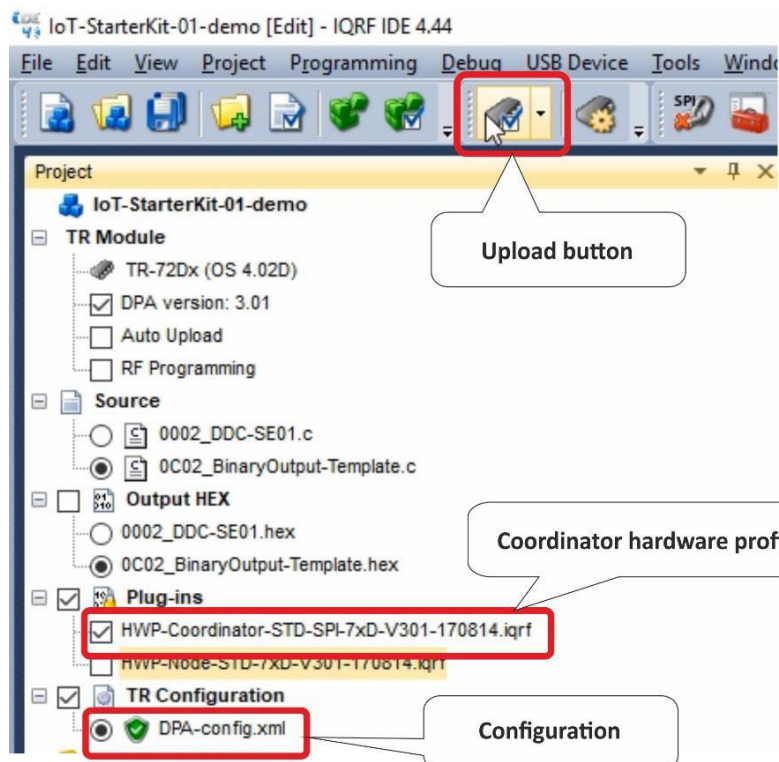 IoT-StarterKit-01-demo [Edit] - IQRF IDE 4.44
File Edit View Project Programming Debug USB Device Tools
SPI
Project
Upload button
IoT-StarterKit-01-demo
TR Module
TR-72Dx (OS 4.02D)
DPA version: 3.01
Auto Upload
RF Programming
Source
0002_DDC-SE01.c
0C02_BinaryOutput-Template.c
Output HEX
0002_DDC-SE01.hex
0C02_BinaryOutput-Template.hex
Coordinator hardware
Plug-ins
HWP-Coordinator-STD-SPI-7xD-V301-170814.iqrf
HWP-Node-STD-7xD-V301-170814.iqrf
TR Configuration
DPA-config.xml
Configuration